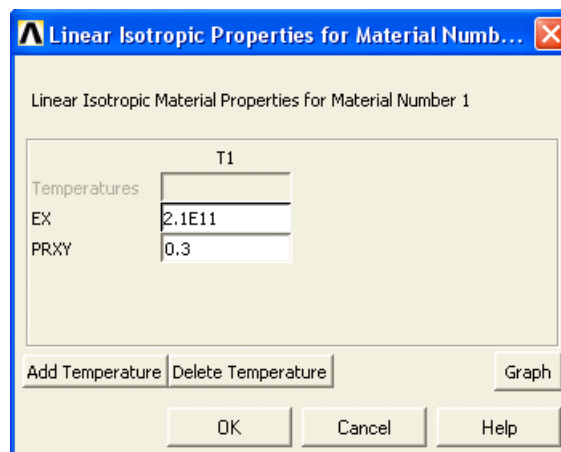 Linear Isotropic Properties for Material Numb...
Linear Isotropic Material Properties for Material Number 1
T1
Temperatures
EX 2.1E11
PRXY 0.3
Add Temperature Delete Temperature Graph
OK Cancel Help